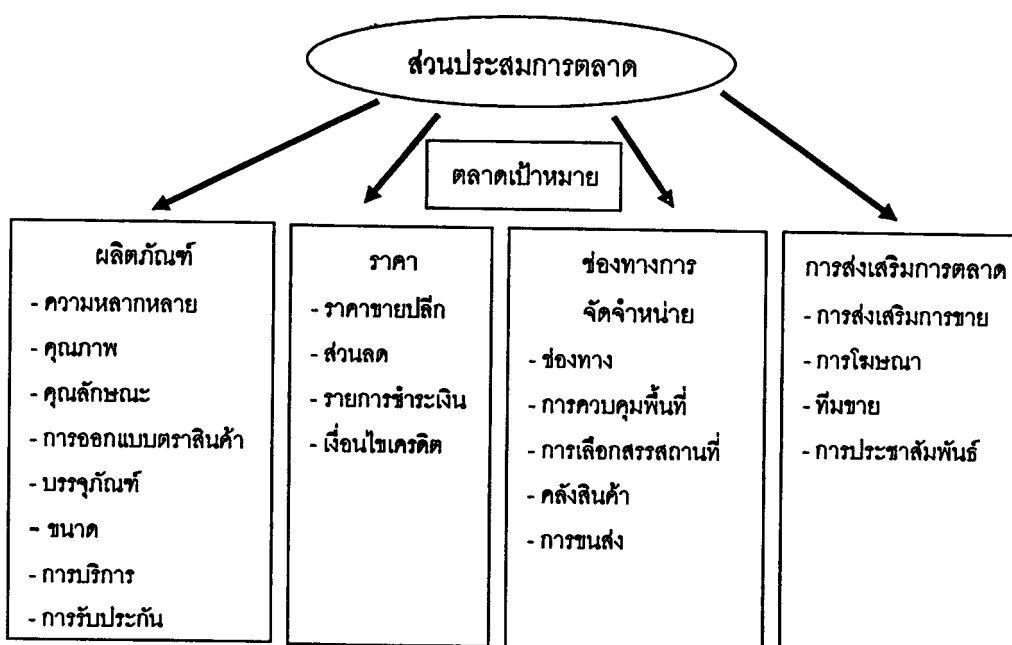 ส่วนประสมการตลาด
ตลาดเป้าหมาย
ผลิตภัณฑ์
- ความหลากหลาย
- คุณภาพ
- คุณลักษณะ
- การออกแบบตราสินค้า
- บรรจุภัณฑ์
- ขนาด
- การบริการ
- การรับประกัน
ราคา
- ราคาขายปลีก
- ส่วนลด
- รายการชำระเงิน
- เงื่อนไขเครดิต
ช่องทางการ
จัดจำหน่าย
- ช่องทาง
- การควบคุมพื้นที่
- การเลือกสรรสถานที่
- คลังสินค้า
- การขนส่ง
การส่งเสริมการตลาด
- การส่งเสริมการขาย
- การโฆษณา
- ทีมขาย
- การประชาสัมพันธ์